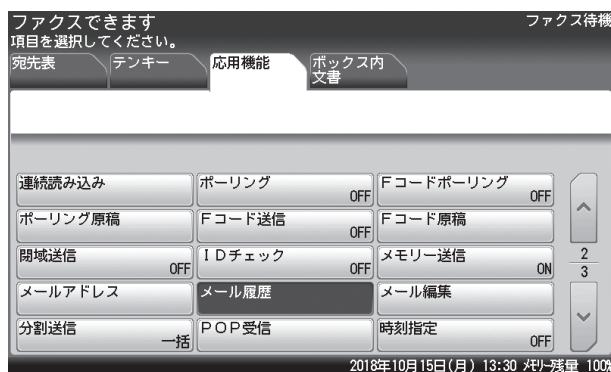 ファクスできます
ファクス待機
項目を選択してください。
宛先表
テンキー
応用機能
ボックス内
文書
連続読み込み
ポーリング
OFF
Fコードポーリング
OFF
ポーリング原稿
Fコード送信
OFF
Fコード原稿
閉域送信
OFF
IDチェック
OFF
メモリー送信
ON
2
3
メールアドレス
メール履歴
メール編集
分割送信
一括
POP受信
時刻指定
OFF
2018年10月15日(月) 13:30 メモリー残量 100%